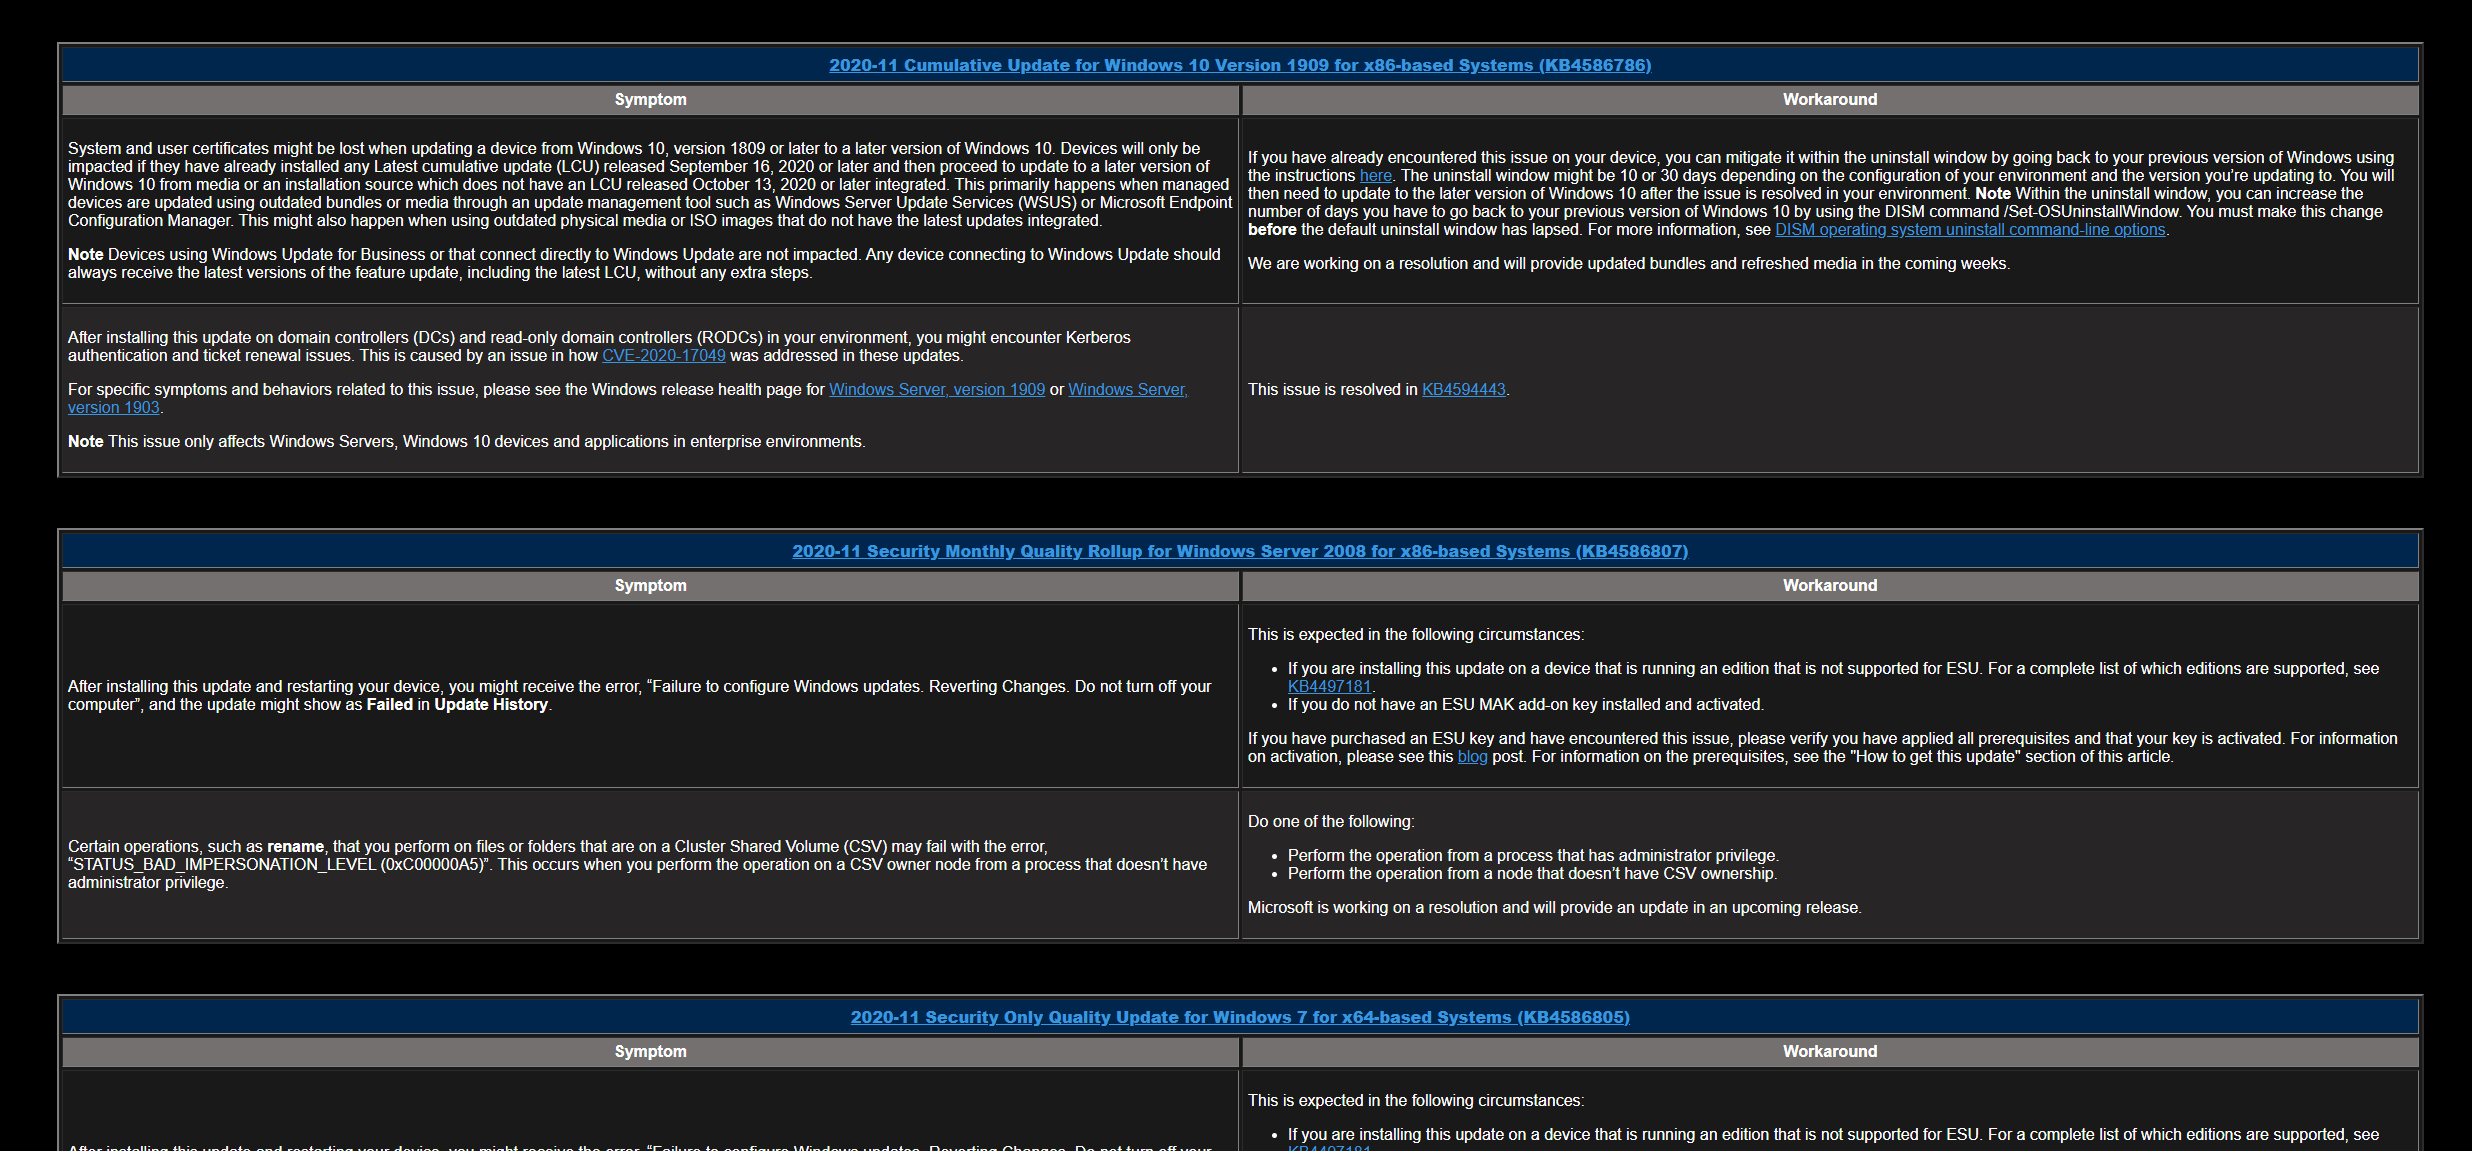 2020-11 Cumulative Update for Windows 10 Version 1909 for x86-based Systems (KB4586786)
Symptom
Workaround
System and user certificates might be lost when updating a device from Windows 10, version 1809 or later to a later version of Windows 10. Devices will only be
impacted if they have already installed any Latest cumulative update (LCU) released September 16, 2020 or later and then proceed to update to a later version of
Windows 10 from media or an installation source which does not have an LCU released October 13, 2020 or later integrated. This primarily happens when managed
devices are updated using outdated bundles or media through an update management tool such as Windows Server Update Services (WSUS) or Microsoft Endpoint
Configuration Manager. This might also happen when using outdated physical media or ISO images that do not have the latest updates integrated.
Note Devices using Windows Update for Business or that connect directly to Windows Update are not impacted. Any device connecting to Windows Update should
always receive the latest versions of the feature update, including the latest LCU, without any extra steps.
If you have already encountered this issue on your device, you can mitigate it within the uninstall window by going back to your previous version of Windows using
the instructions here. The uninstall window might be 10 or 30 days depending on the configuration of your environment and the version you’re updating to. You will
then need to update to the later version of Windows 10 after the issue is resolved in your environment. Note Within the uninstall window, you can increase the
number of days you have to go back to your previous version of Windows 10 by using the DISM command /Set-OSUninstallWindow. You must make this change
before the default uninstall window has lapsed. For more information, see DISM operating system uninstall command-line options.
We are working on a resolution and will provide updated bundles and refreshed media in the coming weeks.
After installing this update on domain controllers (DCs) and read-only domain controllers (RODCs) in your environment, you might encounter Kerberos
authentication and ticket renewal issues. This is caused by an issue in how CVE-2020-17049 was addressed in these updates.
For specific symptoms and behaviors related to this issue, please see the Windows release health page for Windows Server, version 1909 or Windows Server,
version 1903.
Note This issue only affects Windows Servers, Windows 10 devices and applications in enterprise environments.
This issue is resolved in KB4594443.
2020-11 Security Monthly Quality Rollup for Windows Server 2008 for x86-based Systems (KB4586807)
Symptom
Workaround
After installing this update and restarting your device, you might receive the error, “Failure to configure Windows updates. Reverting Changes. Do not turn off your
computer”, and the update might show as Failed in Update History.
This is expected in the following circumstances:
• If you are installing this update on a device that is running an edition that is not supported for ESU. For a complete list of which editions are supported, see
KB4497181.
• If you do not have an ESU MAK add-on key installed and activated.
If you have purchased an ESU key and have encountered this issue, please verify you have applied all prerequisites and that your key is activated. For information
on activation, please see this blog post. For information on the prerequisites, see the "How to get this update" section of this article.
Certain operations, such as rename, that you perform on files or folders that are on a Cluster Shared Volume (CSV) may fail with the error,
“STATUS_BAD_IMPERSONATION_LEVEL (0xC00000A5)”. This occurs when you perform the operation on a CSV owner node from a process that doesn’t have
administrator privilege.
Do one of the following:
• Perform the operation from a process that has administrator privilege.
• Perform the operation from a node that doesn’t have CSV ownership.
Microsoft is working on a resolution and will provide an update in an upcoming release.
2020-11 Security Only Quality Update for Windows 7 for x64-based Systems (KB4586805)
Symptom
Workaround
After installing this update and restarting your device, you might receive the error, “Failure to configure Windows updates. Reverting Changes. Do not turn off your
This is expected in the following circumstances:
• If you are installing this update on a device that is running an edition that is not supported for ESU. For a complete list of which editions are supported, see
KB4497181